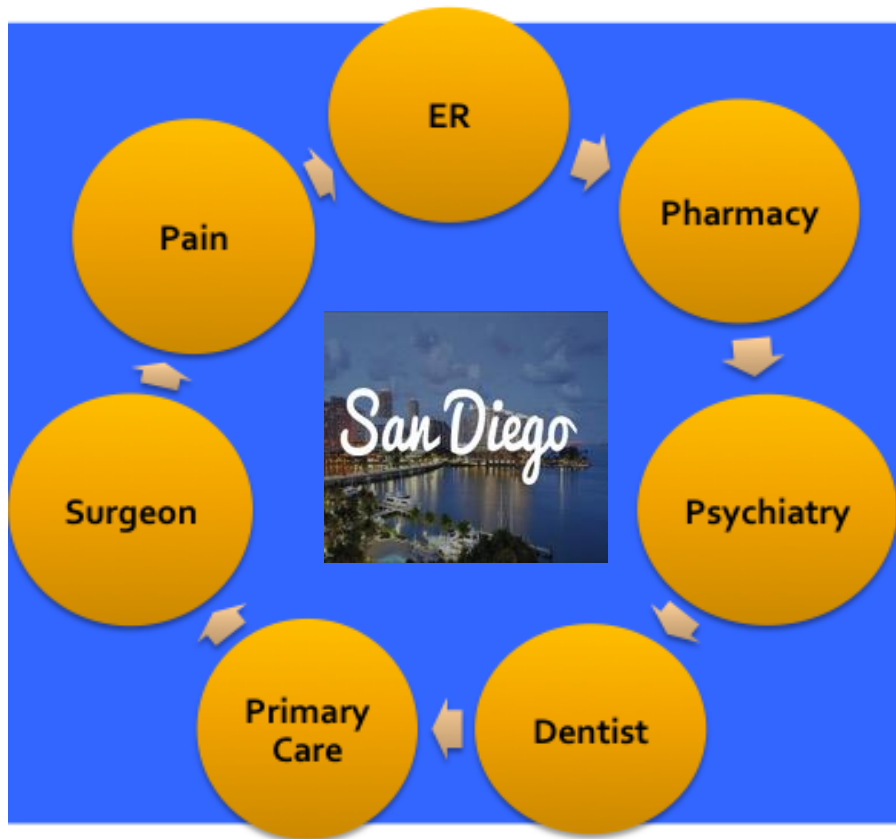 ER
Pharmacy
Psychiatry
Dentist
Primary
Care
Surgeon
Pain
San Diego